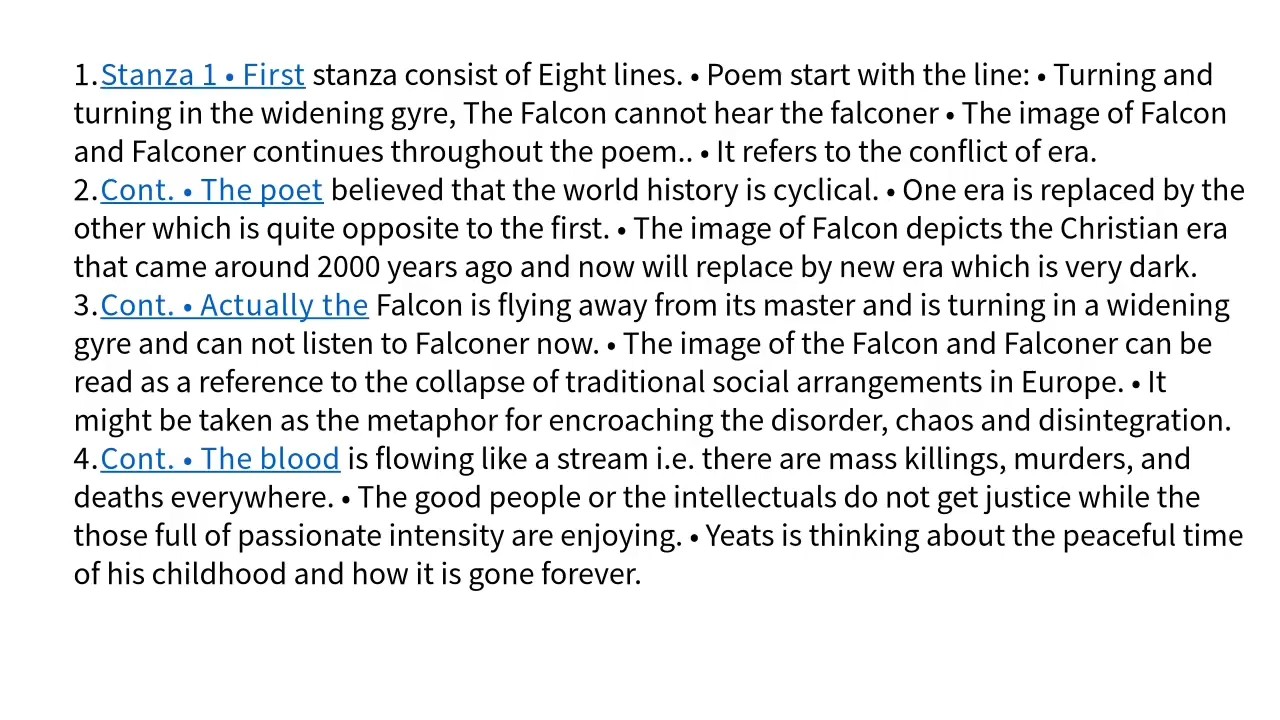 1.Stanza 1 • First stanza consist of Eight lines. • Poem start with the line: • Turning and
turning in the widening gyre, The Falcon cannot hear the falconer • The image of Falcon
and Falconer continues throughout the poem.. • It refers to the conflict of era.
2.Cont. • The poet believed that the world history is cyclical. • One era is replaced by the
other which is quite opposite to the first. • The image of Falcon depicts the Christian era
that came around 2000 years ago and now will replace by new era which is very dark.
3.Cont. • Actually the Falcon is flying away from its master and is turning in a widening
gyre and can not listen to Falconer now. • The image of the Falcon and Falconer can be
read as a reference to the collapse of traditional social arrangements in Europe. • It
might be taken as the metaphor for encroaching the disorder, chaos and disintegration.
4.Cont. • The blood is flowing like a stream i.e. there are mass killings, murders, and
deaths everywhere. • The good people or the intellectuals do not get justice while the
those full of passionate intensity are enjoying. • Yeats is thinking about the peaceful time
of his childhood and how it is gone forever.